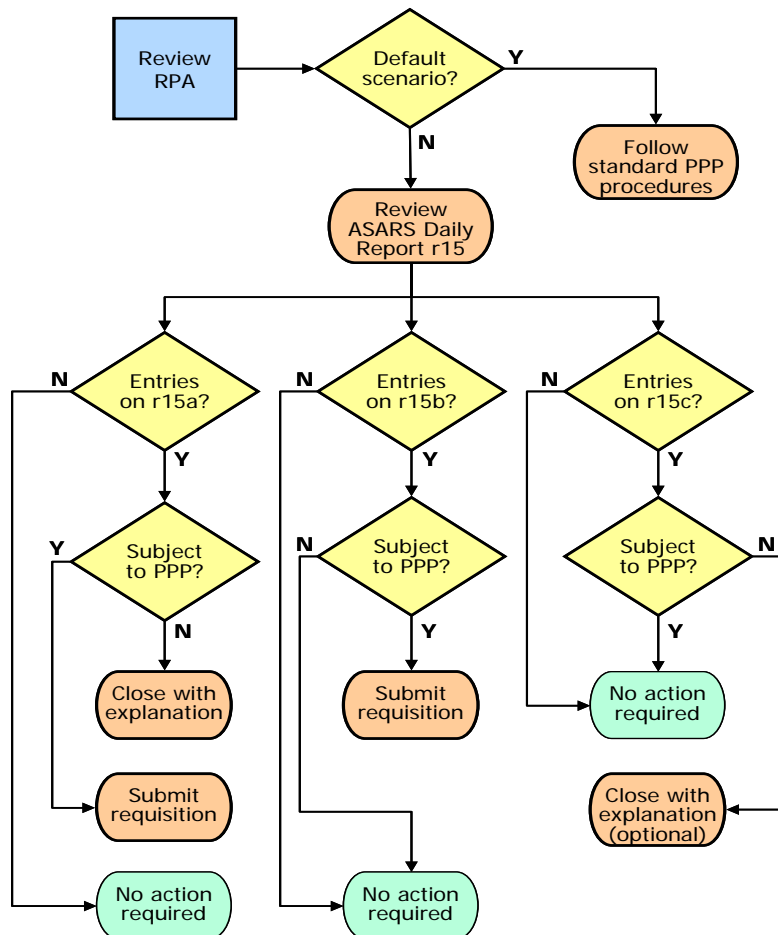 Review
RPA
Default
scenario?
Y
N
Follow
standard PPP
procedures
Review
ASARS Daily
Report r15
N
Entries
on r15a?
Y
N
Entries
on r15b?
Y
N
Entries
on r15c?
Y
Y
Subject
to PPP?
N
N
Subject
to PPP?
Y
Subject
to PPP?
N
Y
Close with
explanation
Submit
requisition
No action
required
Submit
requisition
Close with
explanation
(optional)
No action
required
No action
required